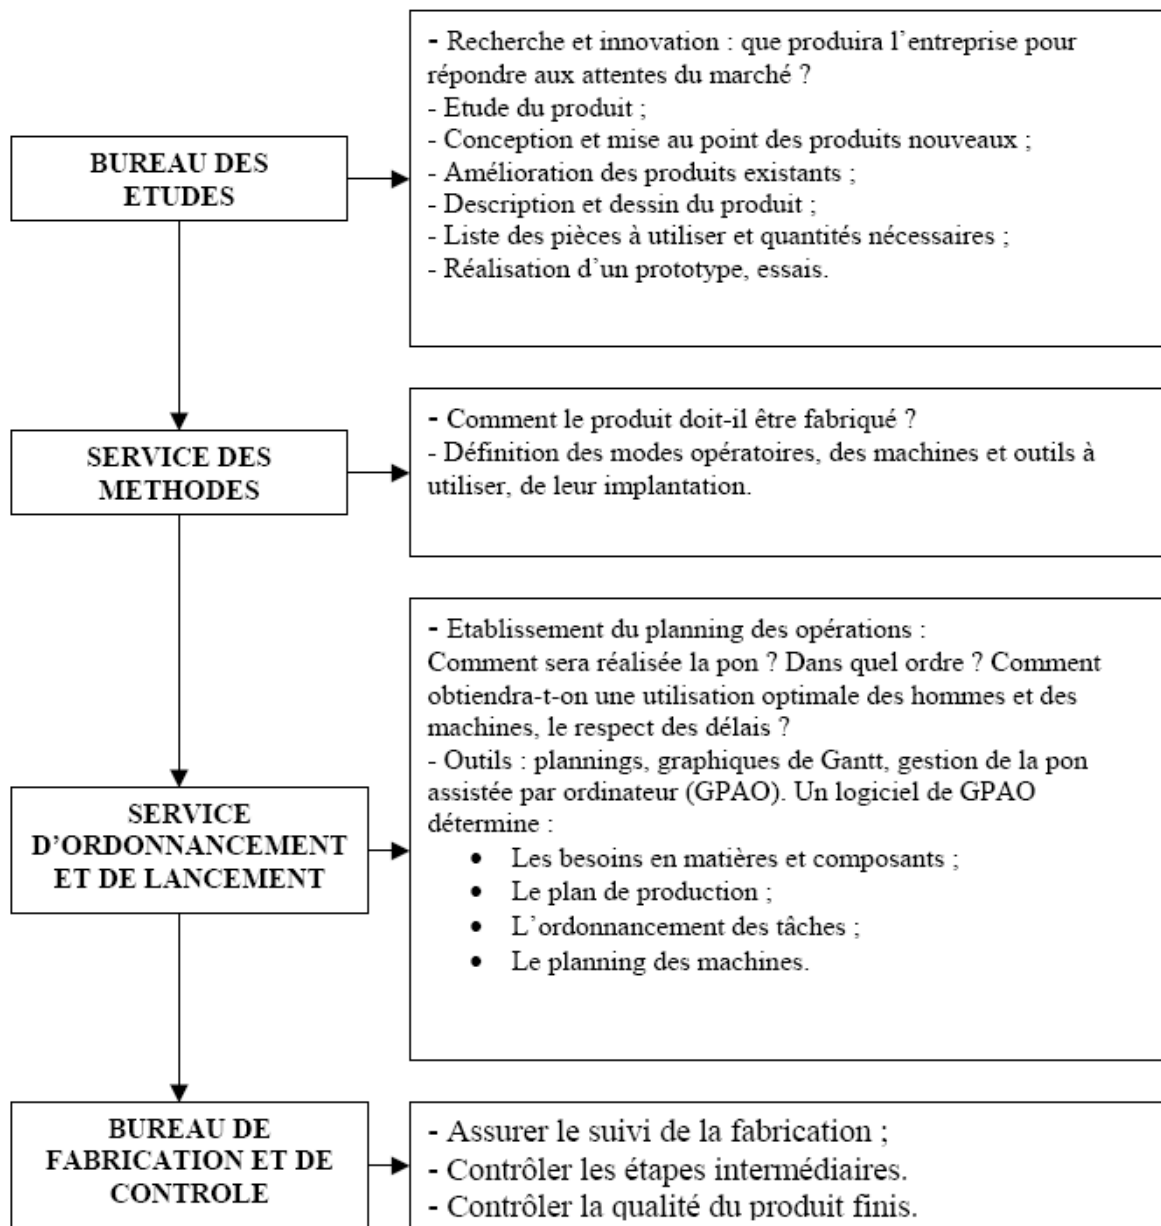 - Recherche et innovation : que produira l'entreprise pour
répondre aux attentes du marché ?
- Etude du produit ;
- Conception et mise au point des produits nouveaux ;
- Amélioration des produits existants ;
- Description et dessin du produit ;
- Liste des pièces à utiliser et quantités nécessaires ;
- Réalisation d'un prototype, essais.
BUREAU DES
ETUDES
- Comment le produit doit-il être fabriqué ?
- Définition des modes opératoires, des machines et outils à
utiliser, de leur implantation.
SERVICE DES
METHODES
- Etablissement du planning des opérations :
Comment sera réalisée la pon ? Dans quel ordre ? Comment
obtiendra-t-on une utilisation optimale des hommes et des
machines, le respect des délais ?
- Outils : plannings, graphiques de Gantt, gestion de la pon
assistée par ordinateur (GPAO). Un logiciel de GPAO
détermine :
• Les besoins en matières et composants ;
• Le plan de production ;
• L'ordonnancement des tâches ;
• Le planning des machines.
SERVICE
D'ORDONNANCEMENT
ET DE LANCEMENT
BUREAU DE
FABRICATION ET DE
CONTROLE
- Assurer le suivi de la fabrication ;
- Contrôler les étapes intermédiaires.
- Contrôler la qualité du produit finis.